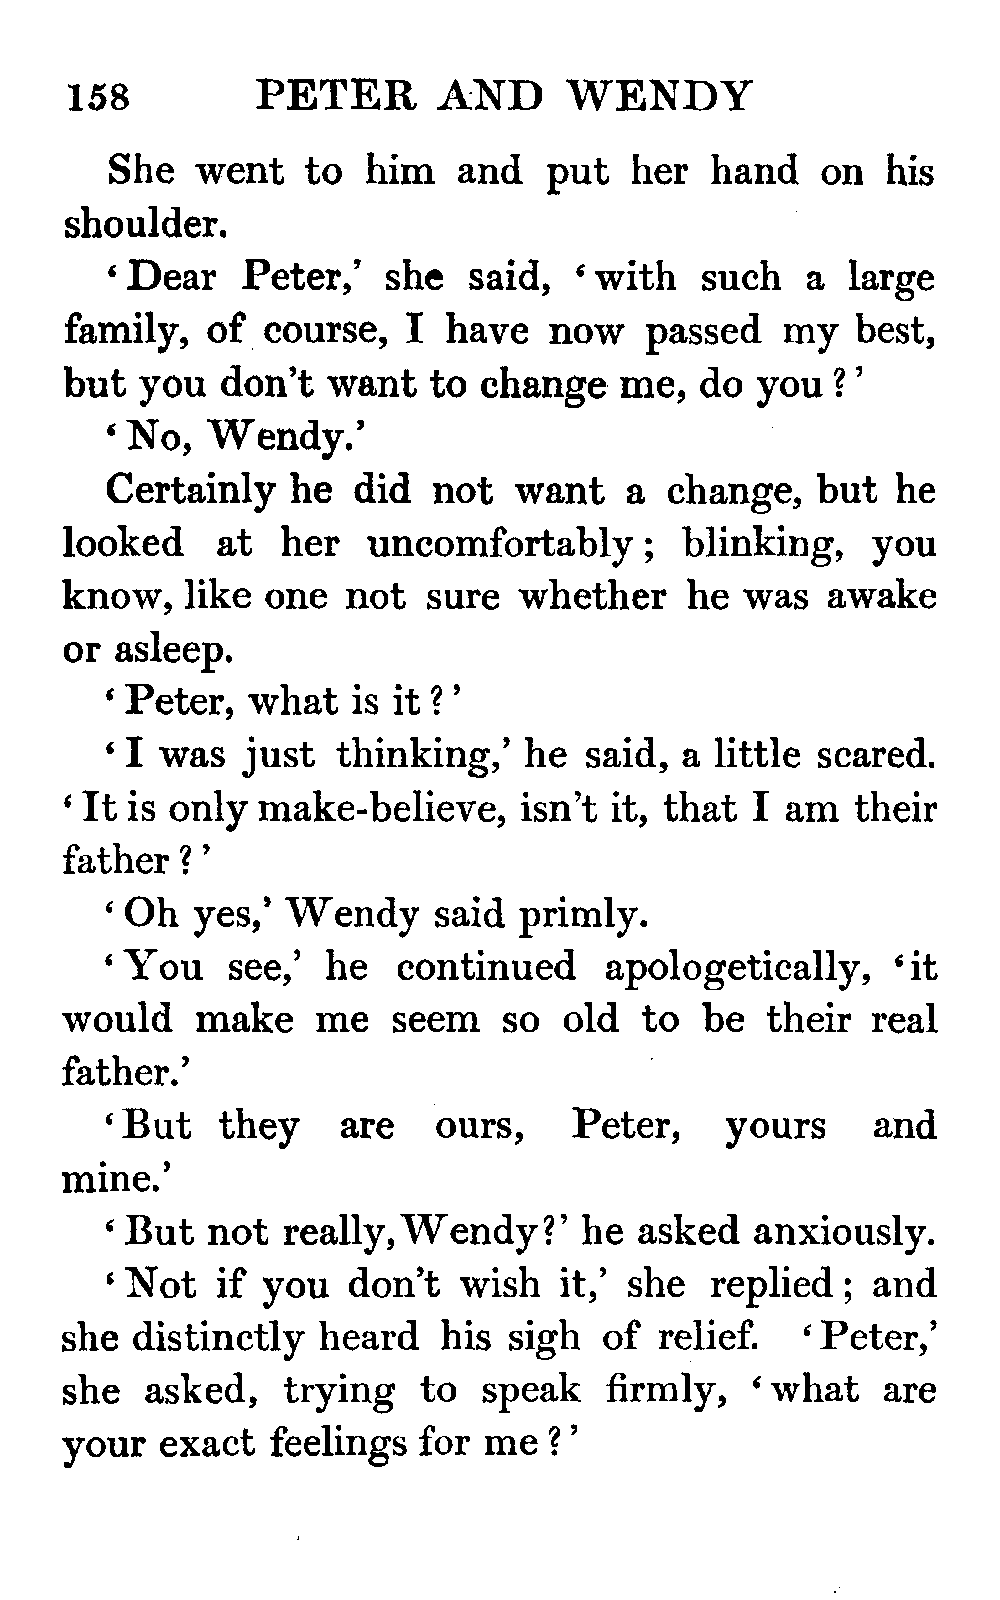 158 PETER AND WENDY
She went to him and put her hand on his
shoulder.
‘Dear Peter,’ she said, ‘with such a large
family, of course, I have now passed my best,
but you don’t want to change me, do you?’
‘No, Wendy.’
Certainly he did not want a change, but he
looked at her uncomfortably; blinking, you
know, like one not sure whether he was awake
or asleep.
‘Peter, what is it?’
‘I was just thinking,’ he said, a little scared.
‘It is only make-believe, isn’t it, that I am their
father?’
‘Oh yes,’ Wendy said primly.
‘You see,’ he continued apologetically, ‘it
would make me seem so old to be their real
father.’
‘But they are ours, Peter, yours and
mine.’
‘But not really, Wendy?’ he asked anxiously.
‘Not if you don’t wish it,’ she replied; and
she distinctly heard his sigh of relief. ‘Peter,’
she asked, trying to speak firmly, ‘what are
your exact feelings for me?’